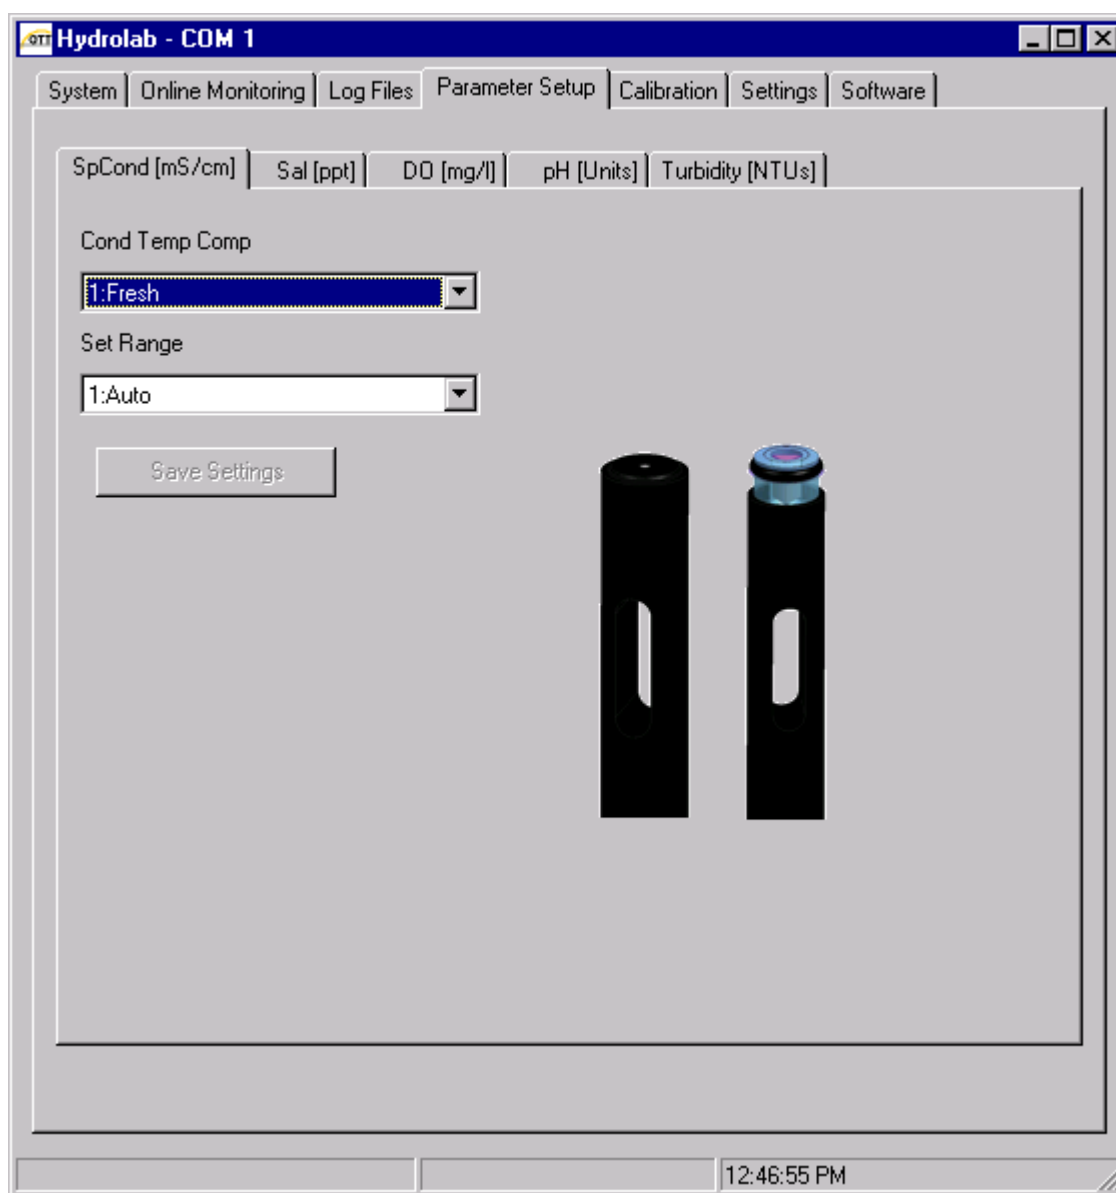 OTT Hydrolab - COM 1
System Online Monitoring Log Files Parameter Setup Calibration Settings Software
SpCond [mS/cm] Sal [ppt] DO [mg/l] pH [Units] Turbidity [NTUs]
Cond Temp Comp
1:Fresh
Set Range
1:Auto
Save Settings
12:46:55 PM